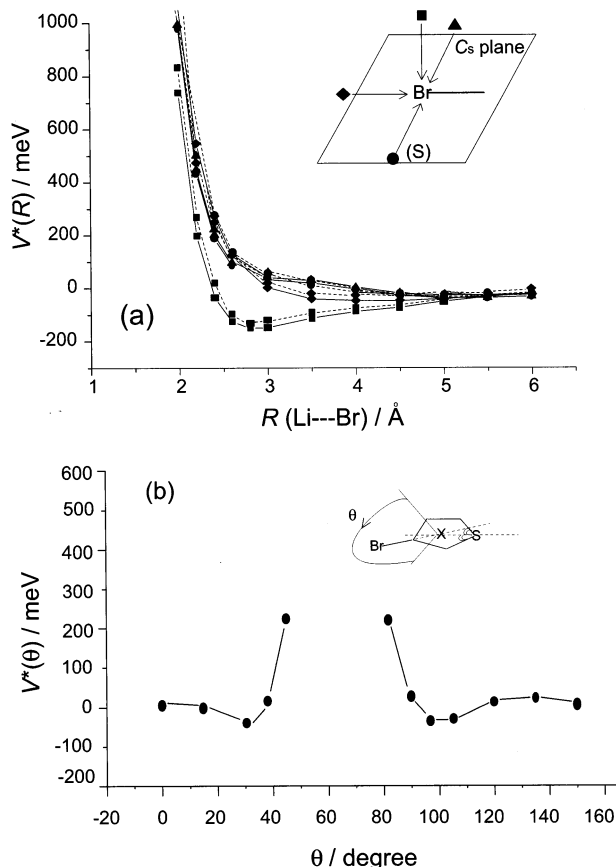 1000
800
600
400
200
0
-200
V*(R) / meV
(a)
Cs plane
Br
(S)
1 2 3 4 5 6
R (Li---Br) / Å
600
500
400
300
200
100
0
-100
-200
V*(θ) / meV
(b)
θ
X
S
Br
-20 0 20 40 60 80 100 120 140 160
θ / degree